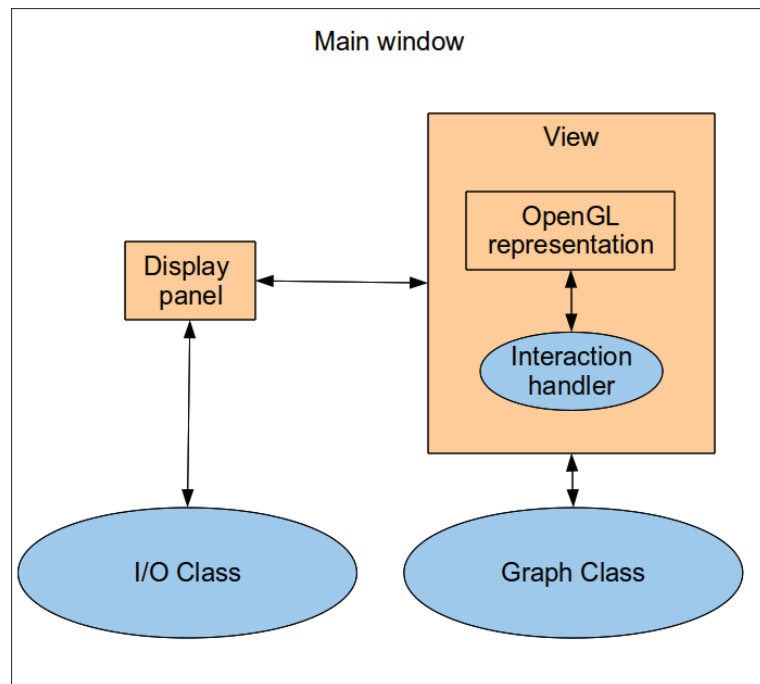 Main window
View
OpenGL
representation
Display
panel
Interaction
handler
I/O Class
Graph Class